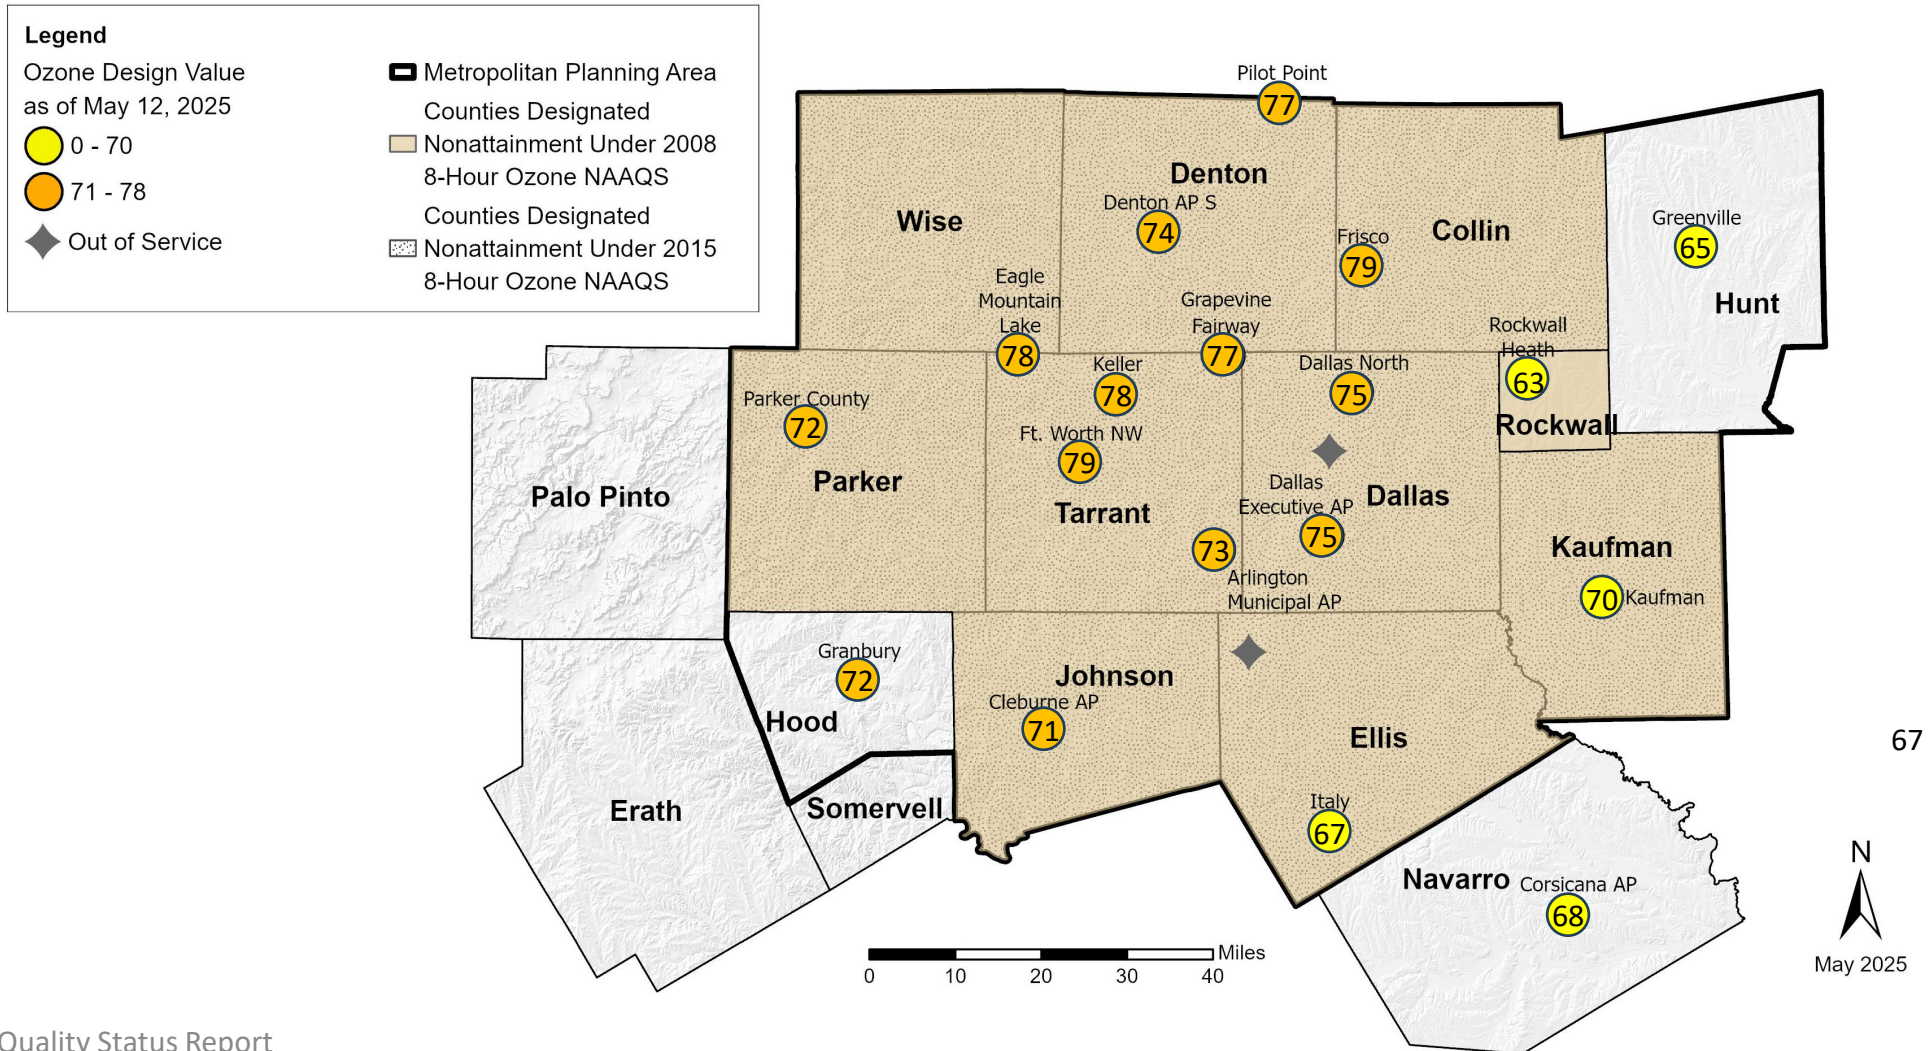 Legend
Ozone Design Value
as of May 12, 2025
0 - 70
71 - 78
Out of Service
Metropolitan Planning Area
Counties Designated
Nonattainment Under 2008
8-Hour Ozone NAAQS
Counties Designated
Nonattainment Under 2015
8-Hour Ozone NAAQS
Pilot Point
77
Denton
Denton AP S
74
Wise
Collin
Frisco
79
Greenville
65
Hunt
Eagle
Mountain
Lake
78
Grapevine
Fairway
77
Rockwall
Heath
63
Rockwall
Keller
78
Dallas North
75
Parker County
72
Parker
Ft. Worth NW
79
Tarrant
Palo Pinto
Dallas
Executive AP
75
Dallas
73
Arlington
Municipal AP
Kaufman
70
Kaufman
Granbury
72
Hood
Johnson
Cleburne AP
71
Ellis
67
Erath
Somervell
Italy
67
Navarro
Corsicana AP
68
Miles
0 10 20 30 40
N
May 2025
Quality Status Report